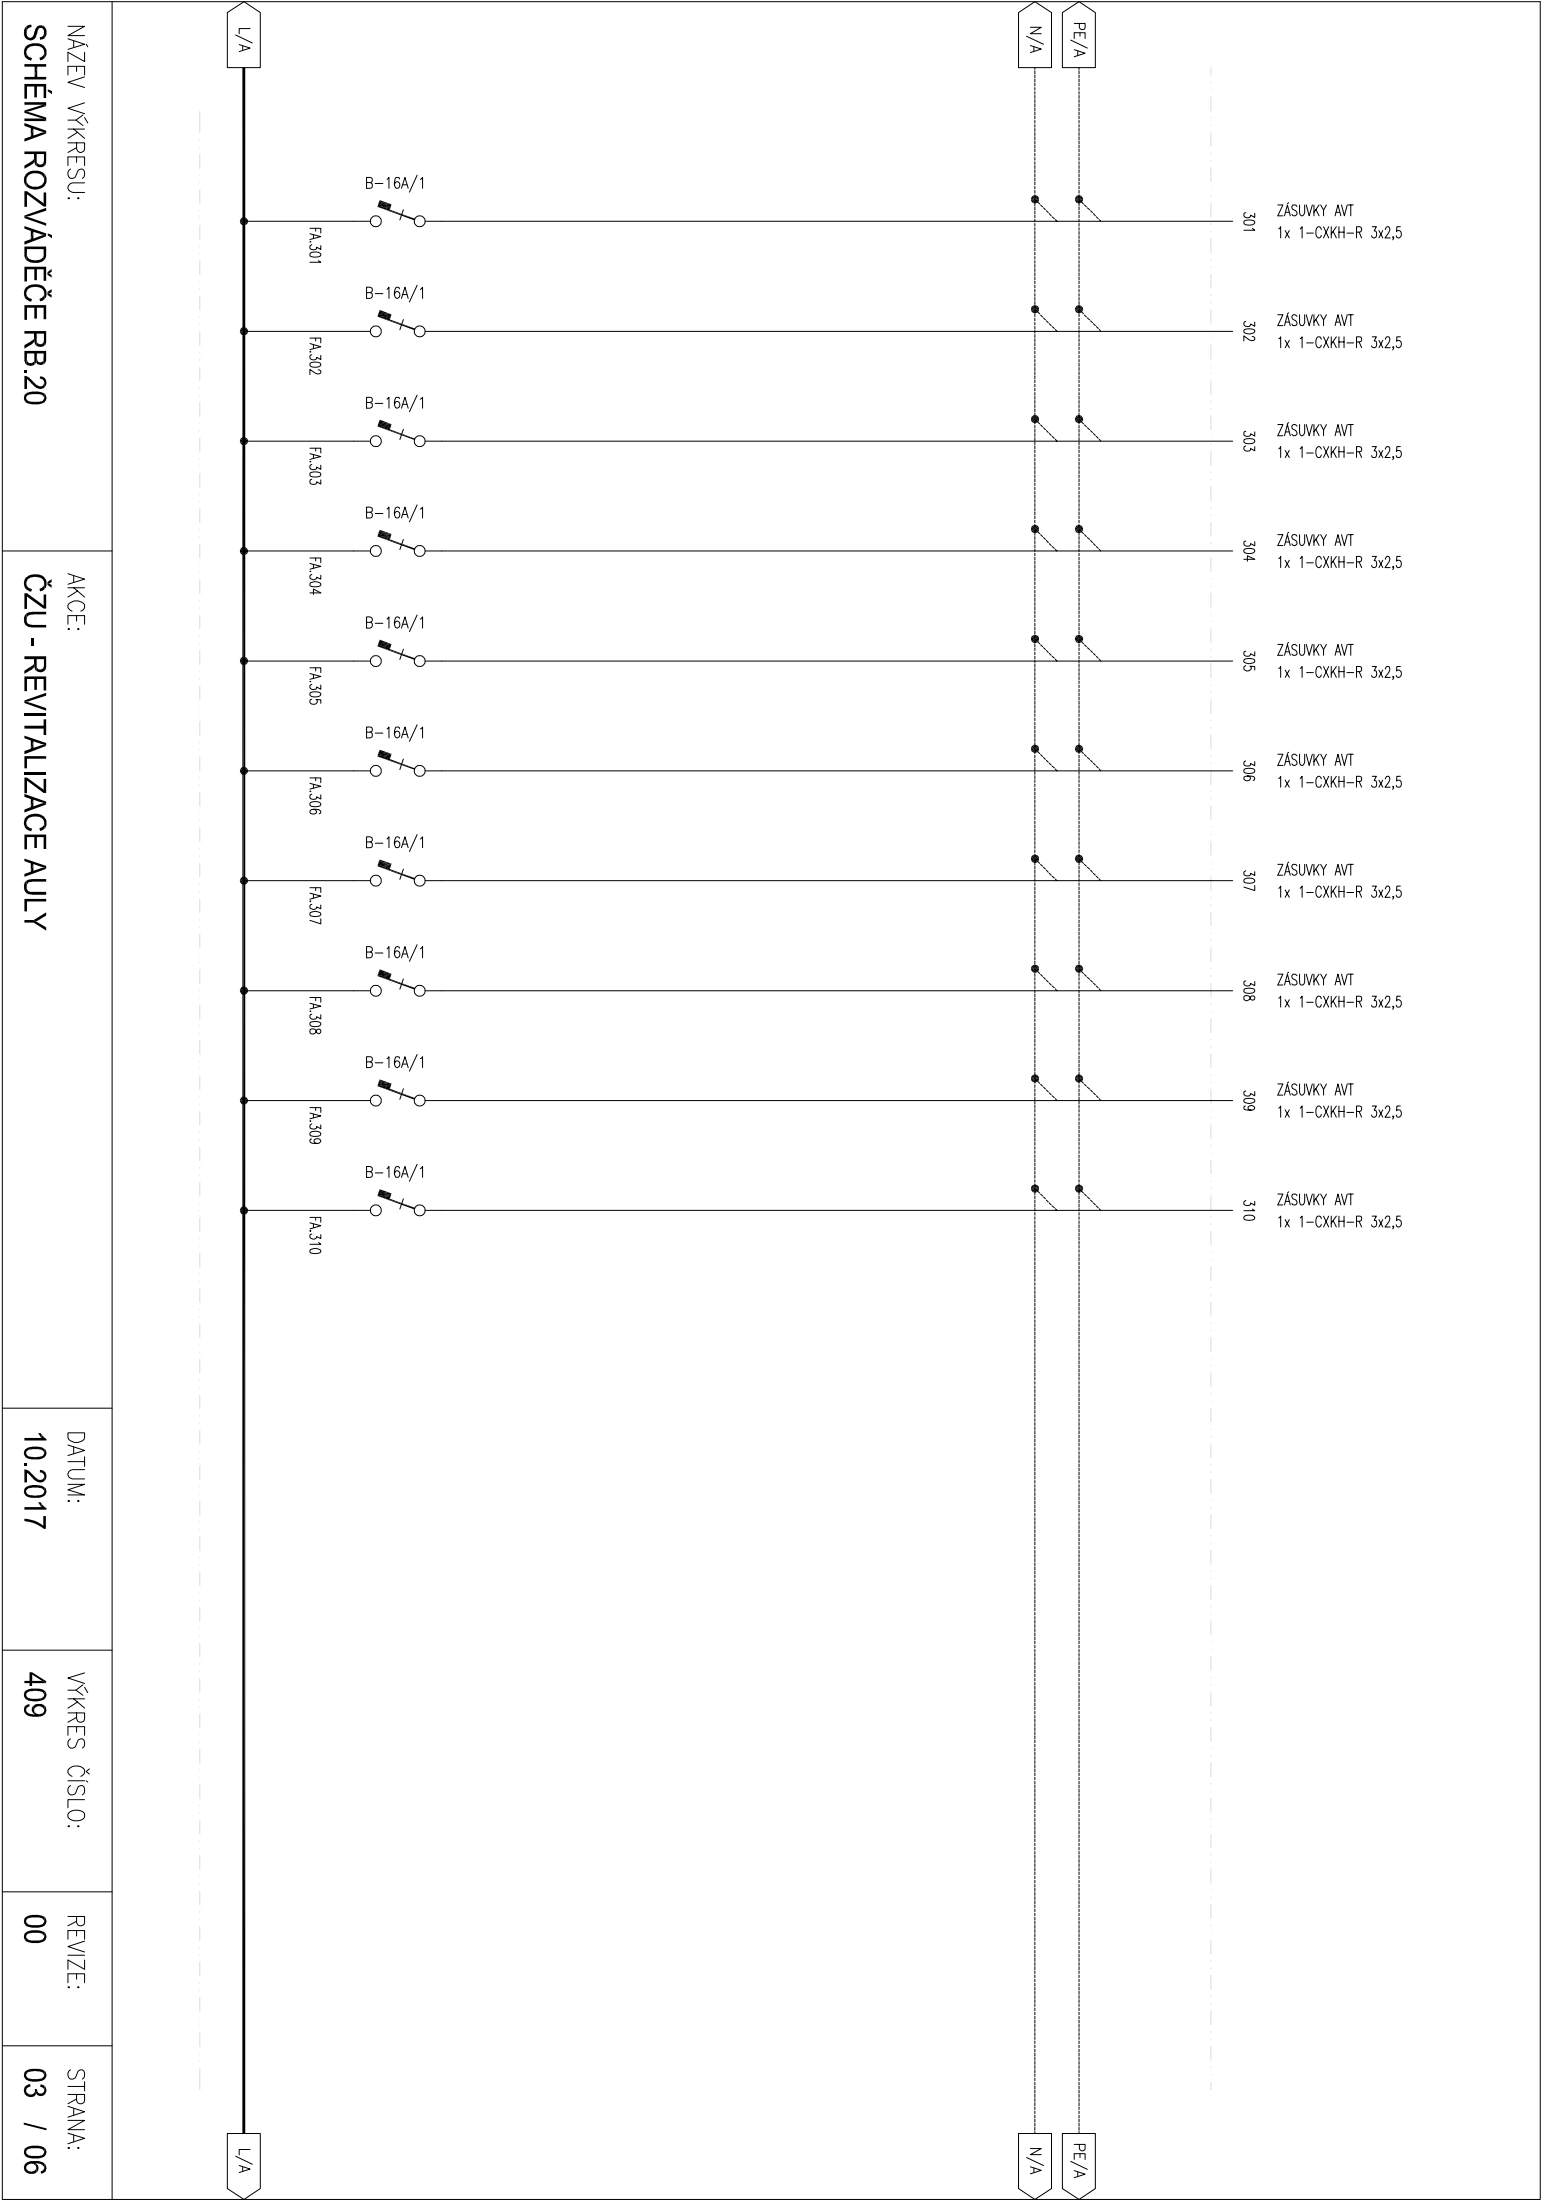 L/A
N/A
PE/A
B-16A/1
FA.301
301
ZÁSUVKY AVT
1x 1-CXKH-R 3x2,5
B-16A/1
FA.302
302
ZÁSUVKY AVT
1x 1-CXKH-R 3x2,5
B-16A/1
FA.303
303
ZÁSUVKY AVT
1x 1-CXKH-R 3x2,5
B-16A/1
FA.304
304
ZÁSUVKY AVT
1x 1-CXKH-R 3x2,5
B-16A/1
FA.305
305
ZÁSUVKY AVT
1x 1-CXKH-R 3x2,5
B-16A/1
FA.306
306
ZÁSUVKY AVT
1x 1-CXKH-R 3x2,5
B-16A/1
FA.307
307
ZÁSUVKY AVT
1x 1-CXKH-R 3x2,5
B-16A/1
FA.308
308
ZÁSUVKY AVT
1x 1-CXKH-R 3x2,5
B-16A/1
FA.309
309
ZÁSUVKY AVT
1x 1-CXKH-R 3x2,5
B-16A/1
FA.310
310
ZÁSUVKY AVT
1x 1-CXKH-R 3x2,5
L/A
N/A
PE/A
NÁZEV VÝKRESU:
SCHÉMA ROZVÁDĚČE RB.20
AKCE:
ČZU - REVITALIZACE AULY
DATUM:
10.2017
VÝKRES ČÍSLO:
409
REVIZE:
00
STRANA:
03 / 06